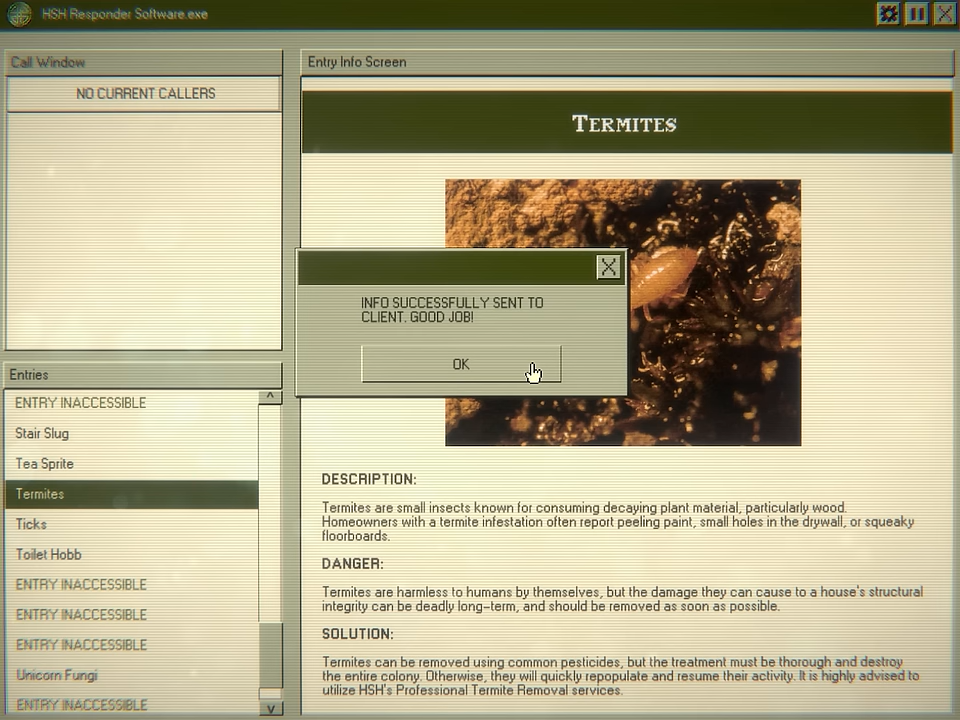 HSH Responder Software.exe
Call Window
NO CURRENT CALLERS
Entries
ENTRY INACCESSIBLE
Stair Slug
Tea Sprite
Termites
Ticks
Toilet Hobb
ENTRY INACCESSIBLE
ENTRY INACCESSIBLE
ENTRY INACCESSIBLE
Unicorn Fungi
ENTRY INACCESSIBLE
Entry Info Screen
TERMITES
INFO SUCCESSFULLY SENT TO
CLIENT. GOOD JOB!
OK
DESCRIPTION:
Termites are small insects known for consuming decaying plant material, particularly wood.
Homeowners with a termite infestation often report peeling paint, small holes in the drywall, or squeaky
floorboards.
DANGER:
Termites are harmless to humans by themselves, but the damage they can cause to a house's structural
integrity can be deadly long-term, and should be removed as soon as possible.
SOLUTION:
Termites can be removed using common pesticides, but the treatment must be thorough and destroy
the entire colony. Otherwise, they will quickly repopulate and resume their activity. It is highly advised to
utilize HSH's Professional Termite Removal services.